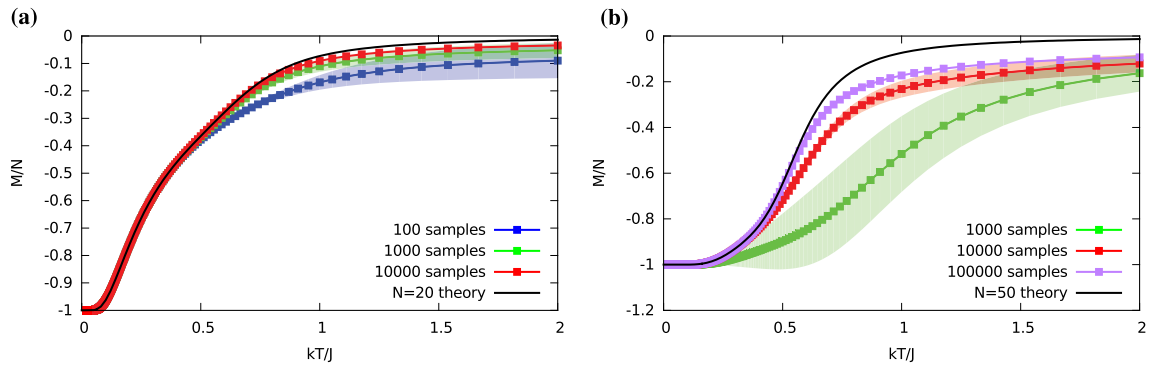 (a)
0
-0.1
-0.2
-0.3
-0.4
-0.5
-0.6
-0.7
-0.8
-0.9
-1
M/N
100 samples
1000 samples
10000 samples
N=20 theory
0 0.5 1 1.5 2
kT/J
(b)
0
-0.2
-0.4
-0.6
-0.8
-1
-1.2
M/N
1000 samples
10000 samples
100000 samples
N=50 theory
0 0.5 1 1.5 2
kT/J